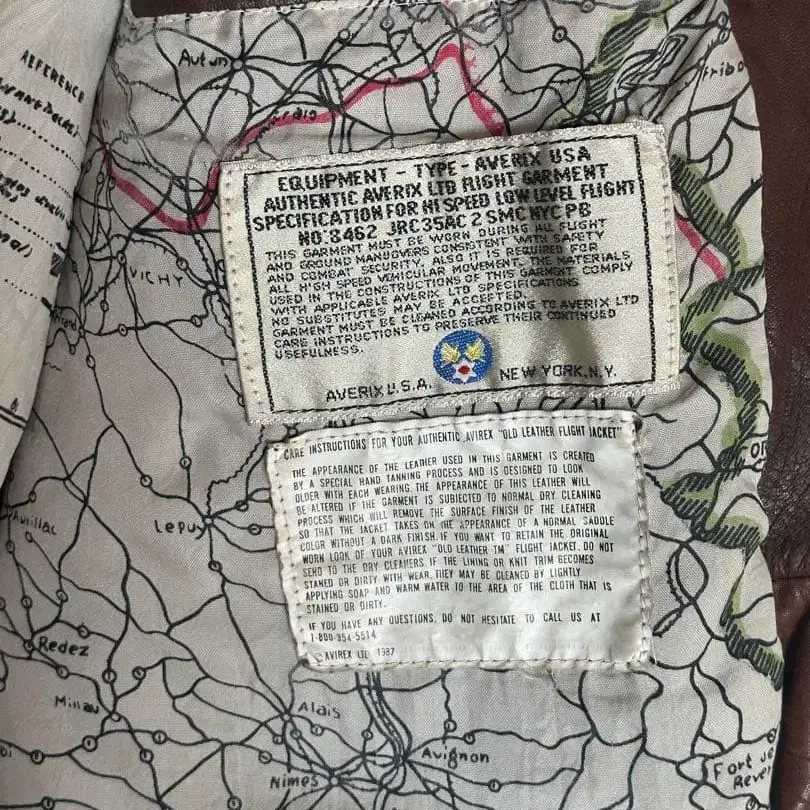 REFERENCE
Autun
VICHY
Lepuy
Aurillac
Redez
Millau
Alais
Avignon
Nimes
EQUIPMENT - TYPE - AVERIX USA
AUTHENTIC AVERIX LTD FLIGHT GARMENT
SPECIFICATION FOR HI SPEED LOW LEVEL FLIGHT
NO. 3462 JRC35AC 2 SMCNYC PB
THIS GARMENT MUST BE WORN DURING ALL FLIGHT
AND GROUND MANUOVERS CONSISTENT WITH SAFETY
AND COMBAT SECURITY. ALSO IT IS REQUIRED FOR
ALL HIGH SPEED VEHICULAR MOVEMENT. THE MATERIALS
USED IN THE CONSTRUCTIONS OF THIS GARMENT COMPLY
WITH APPLICABLE AVERIX LTD SPECIFICATIONS
NO SUBSTITUTES MAY BE ACCEPTED
GARMENT MUST BE CLEANED ACCORDING TO AVERIX LTD
CARE INSTRUCTIONS TO PRESERVE THEIR CONTINUED
USEFULNESS.
AVERIX U.S.A. NEW YORK, N.Y.
CARE INSTRUCTIONS FOR YOUR AUTHENTIC AVIREX "OLD LEATHER FLIGHT JACKET"
THE APPEARANCE OF THE LEATHER USED IN THIS GARMENT IS CREATED
BY A SPECIAL HAND TANNING PROCESS AND IS DESIGNED TO LOOK
OLDER WITH EACH WEARING. THE APPEARANCE OF THIS LEATHER WILL
BE ALTERED IF THE GARMENT IS SUBJECTED TO NORMAL DRY CLEANING
PROCESS WHICH WILL REMOVE THE SURFACE FINISH OF THE LEATHER
SO THAT THE JACKET TAKES ON THE APPEARANCE OF A NORMAL SADDLE
COLOR WITHOUT A DARK FINISH. IF YOU WANT TO RETAIN THE ORIGINAL
WORN LOOK OF YOUR AVIREX "OLD LEATHER TM" FLIGHT JACKET. DO NOT
SEND TO THE DRY CLEANERS IF THE LINING OR KNIT TRIM BECOMES
STANED OR DIRTY WITH WEAR, THEY MAY BE CLEANED BY LIGHTLY
APPLYING SOAP AND WARM WATER TO THE AREA OF THE CLOTH THAT IS
STAINED OR DIRTY.
IF YOU HAVE ANY QUESTIONS, DO NOT HESITATE TO CALL US AT
1-800-354-5514
©AVIREX LTD 1987